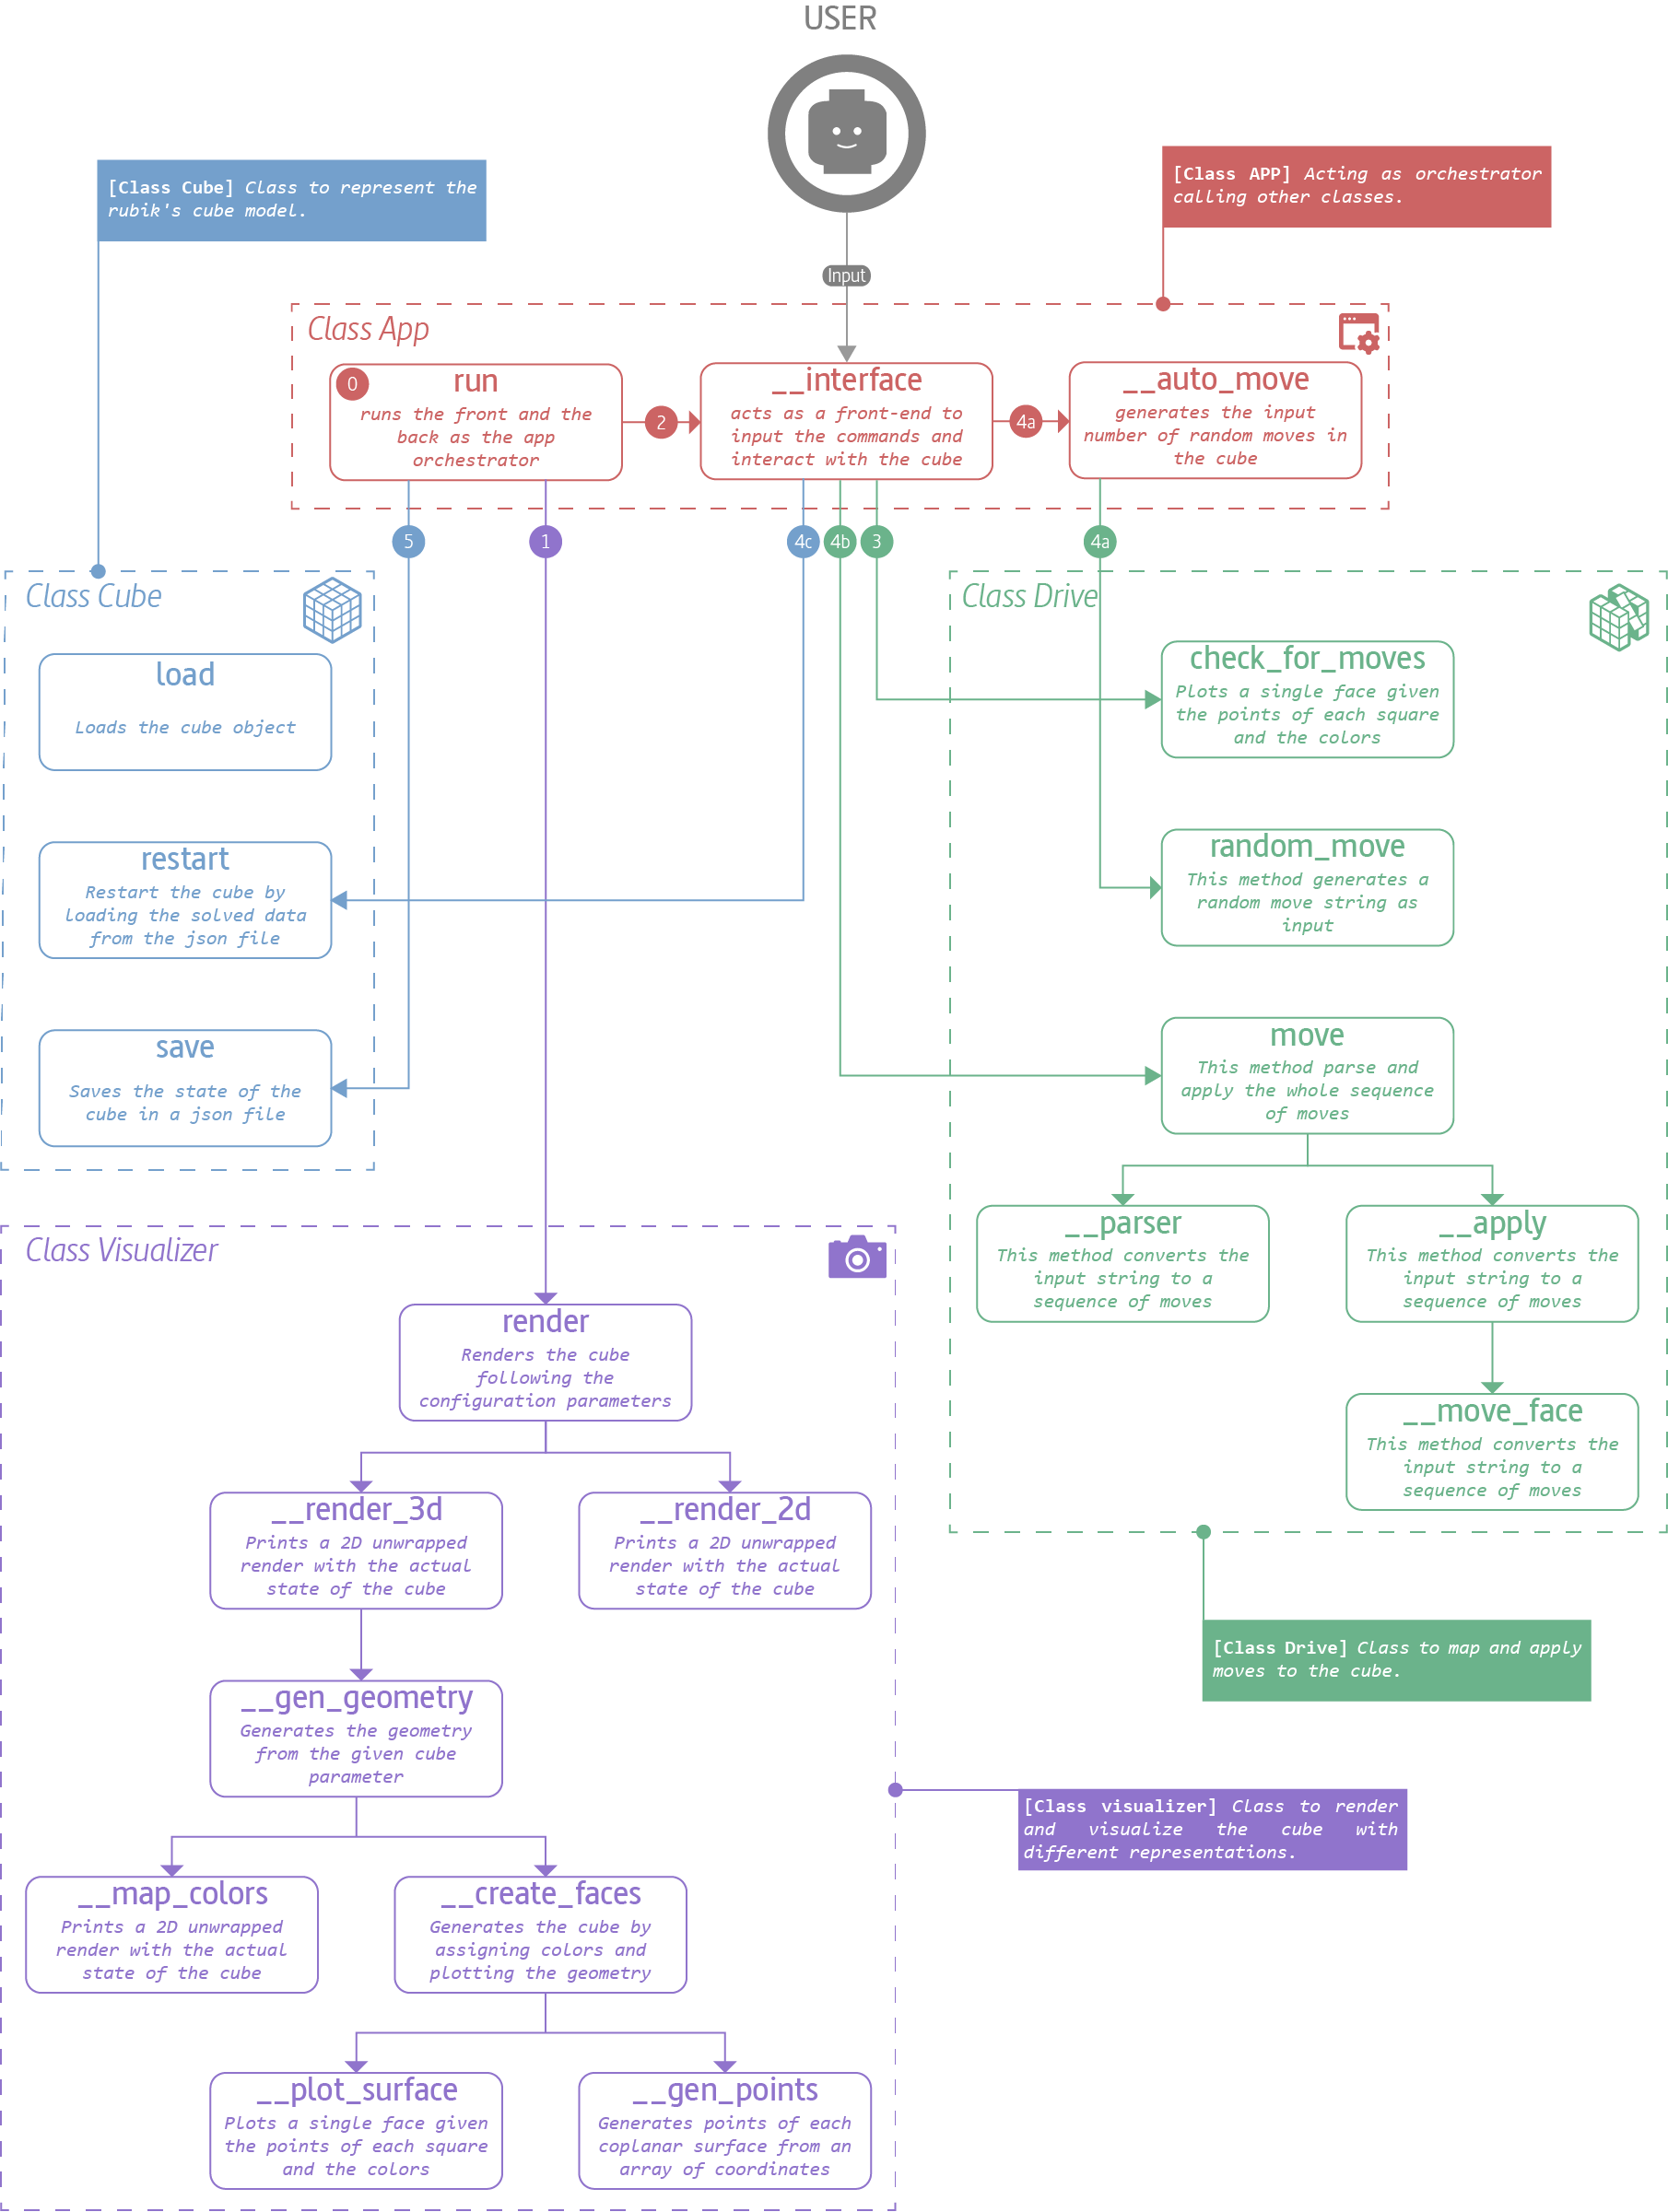 USER
[Class Cube] Class to represent the
rubik's cube model.
[Class APP] Acting as orchestrator
calling other classes.
Input
Class App
0
run
runs the front and the
back as the app
orchestrator
2
__interface
acts as a front-end to
input the commands and
interact with the cube
4a
__auto_move
generates the input
number of random moves in
the cube
5
1
4c
4b
3
4a
Class Cube
load
Loads the cube object
restart
Restart the cube by
loading the solved data
from the json file
save
Saves the state of the
cube in a json file
Class Drive
check_for_moves
Plots a single face given
the points of each square
and the colors
random_move
This method generates a
random move string as
input
move
This method parse and
apply the whole sequence
of moves
__parser
This method converts the
input string to a
sequence of moves
__apply
This method converts the
input string to a
sequence of moves
__move_face
This method converts the
input string to a
sequence of moves
[Class Drive] Class to map and apply
moves to the cube.
Class Visualizer
render
Renders the cube
following the
configuration parameters
__render_3d
Prints a 2D unwrapped
render with the actual
state of the cube
__render_2d
Prints a 2D unwrapped
render with the actual
state of the cube
__gen_geometry
Generates the geometry
from the given cube
parameter
[Class visualizer] Class to render
and visualize the cube with
different representations.
__map_colors
Prints a 2D unwrapped
render with the actual
state of the cube
__create_faces
Generates the cube by
assigning colors and
plotting the geometry
__plot_surface
Plots a single face given
the points of each square
and the colors
__gen_points
Generates points of each
coplanar surface from an
array of coordinates